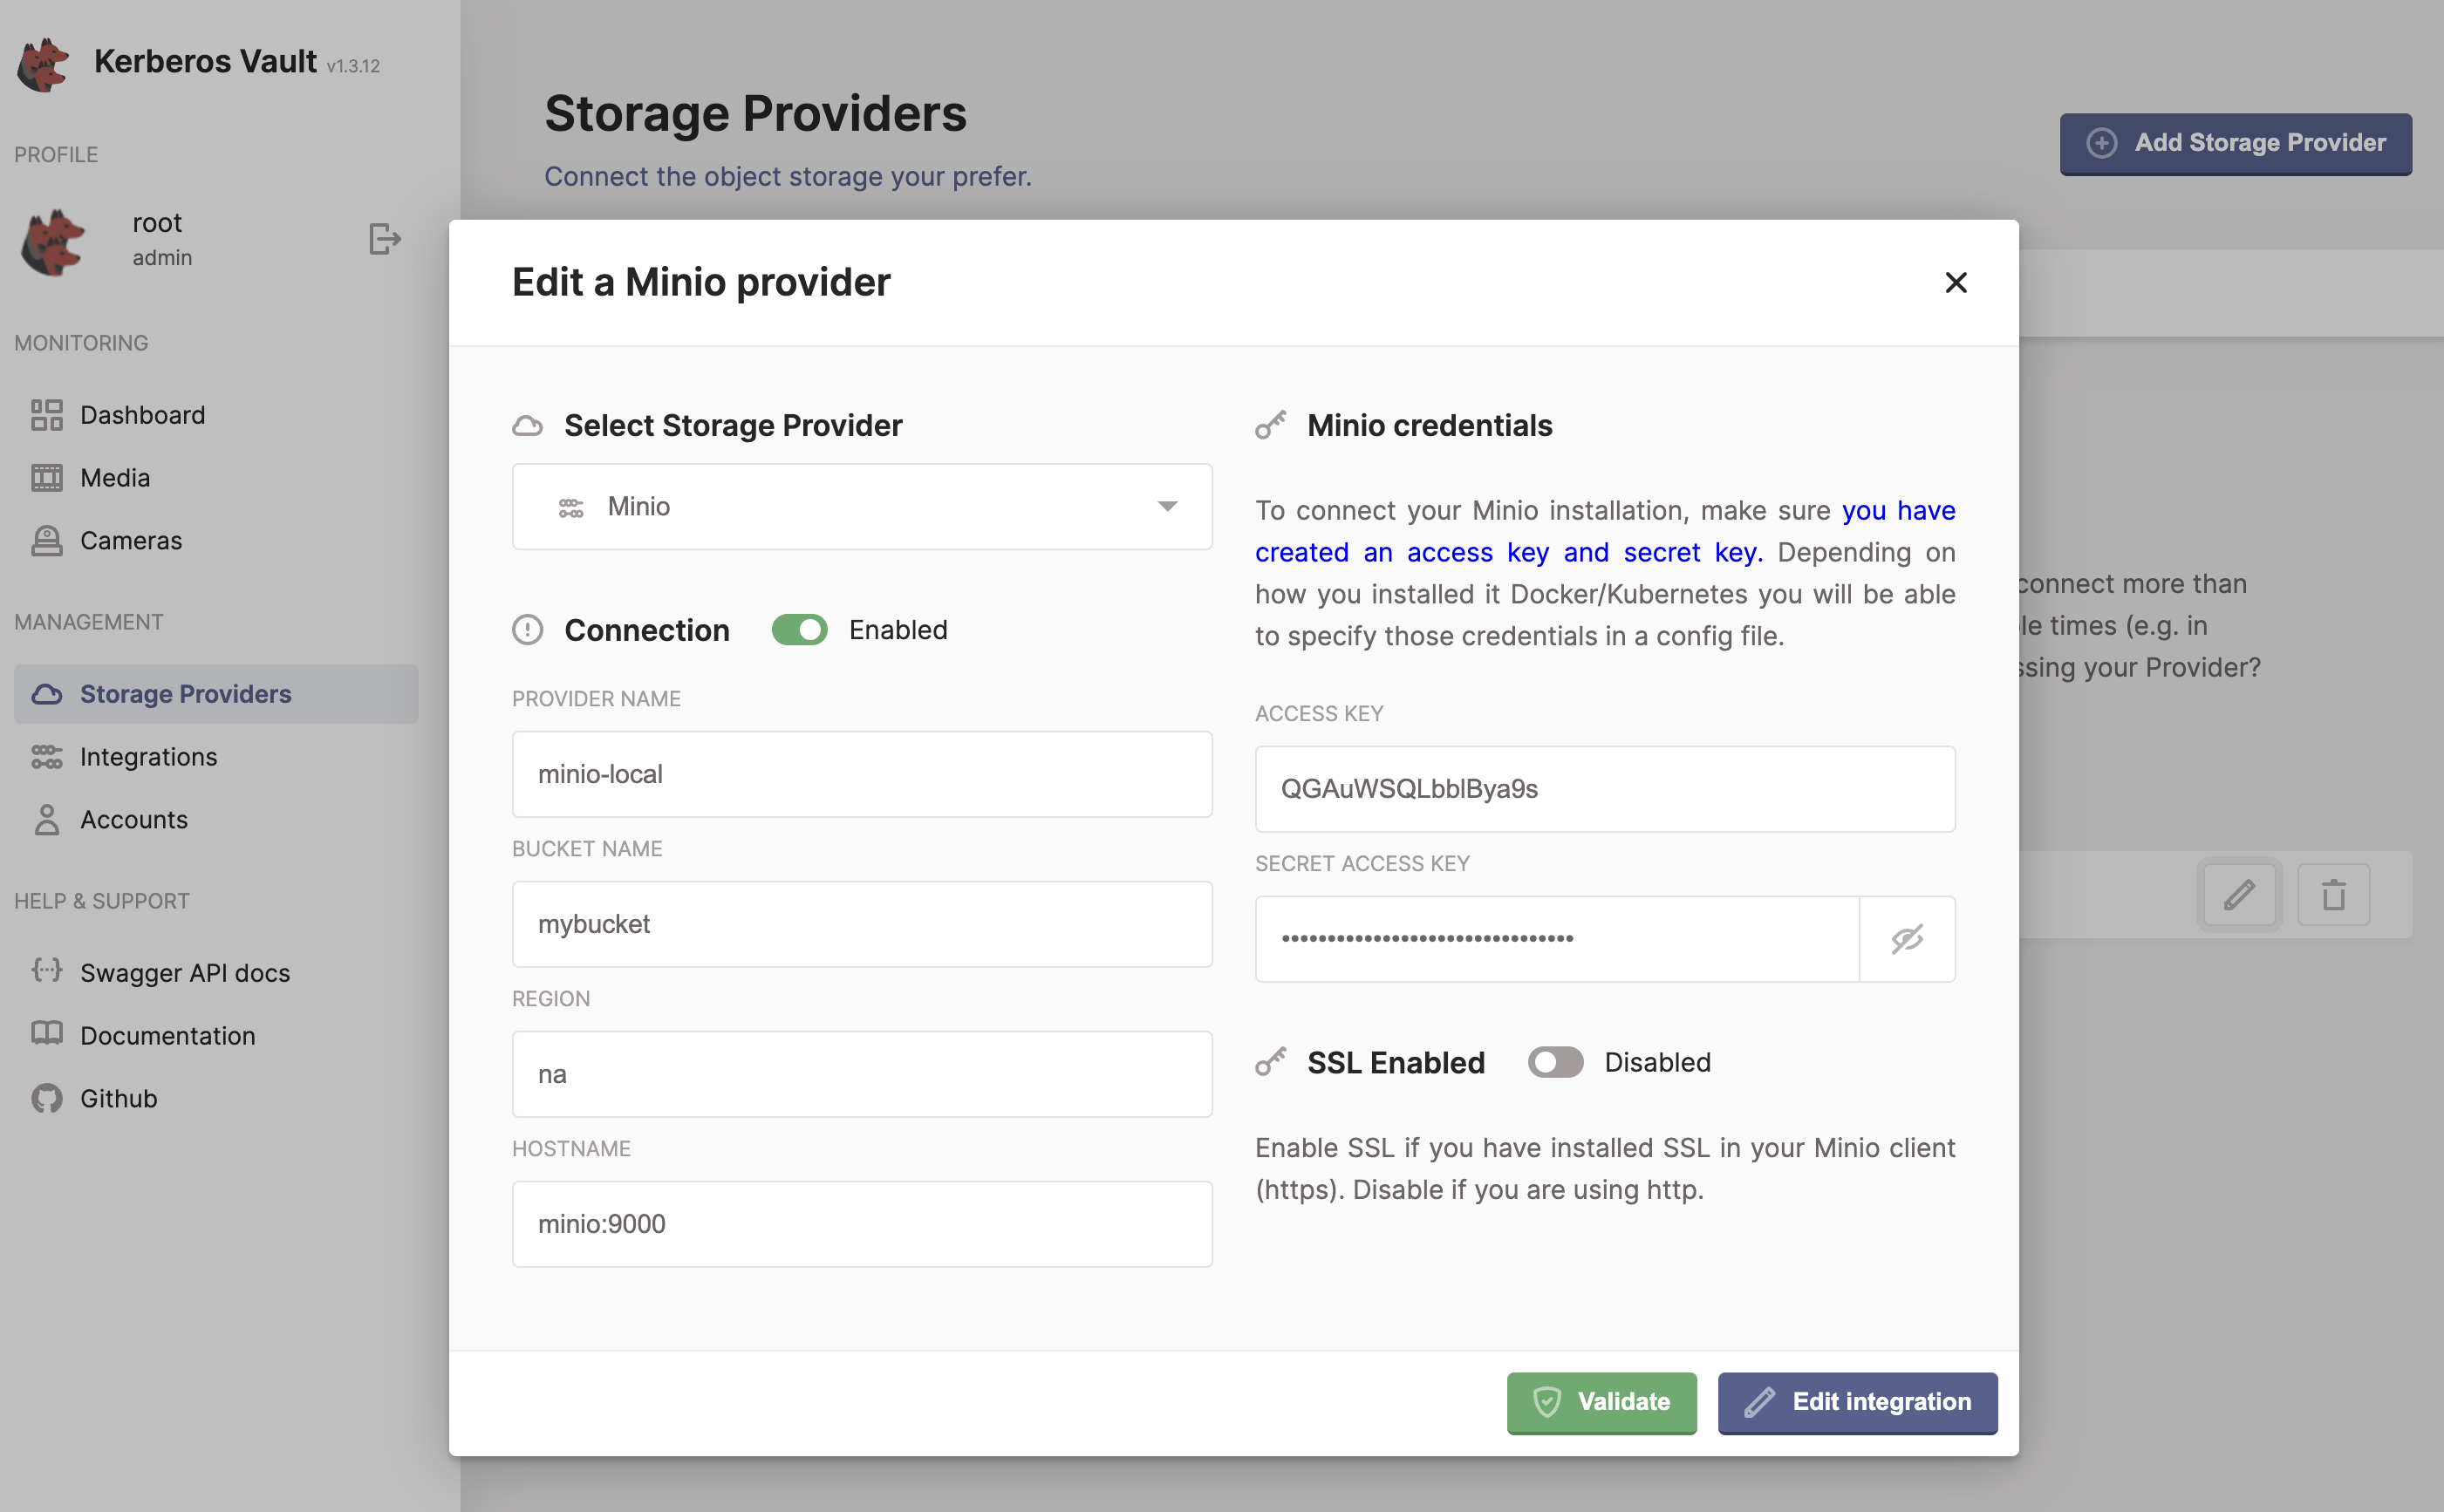 Kerberos Vault v1.3.12
PROFILE
root
admin
MONITORING
Dashboard
Media
Cameras
MANAGEMENT
Storage Providers
Integrations
Accounts
HELP & SUPPORT
Swagger API docs
Documentation
Github
Storage Providers
Connect the object storage your prefer.
Add Storage Provider
connect more than
le times (e.g. in
ssing your Provider?
Edit a Minio provider
Select Storage Provider
Minio
Connection Enabled
PROVIDER NAME
minio-local
BUCKET NAME
mybucket
REGION
na
HOSTNAME
minio:9000
Minio credentials
To connect your Minio installation, make sure you have
created an access key and secret key. Depending on
how you installed it Docker/Kubernetes you will be able
to specify those credentials in a config file.
ACCESS KEY
QGAuWSQLbblBya9s
SECRET ACCESS KEY
••••••••••••••••••••••••••••••••
SSL Enabled Disabled
Enable SSL if you have installed SSL in your Minio client
(https). Disable if you are using http.
Validate
Edit integration